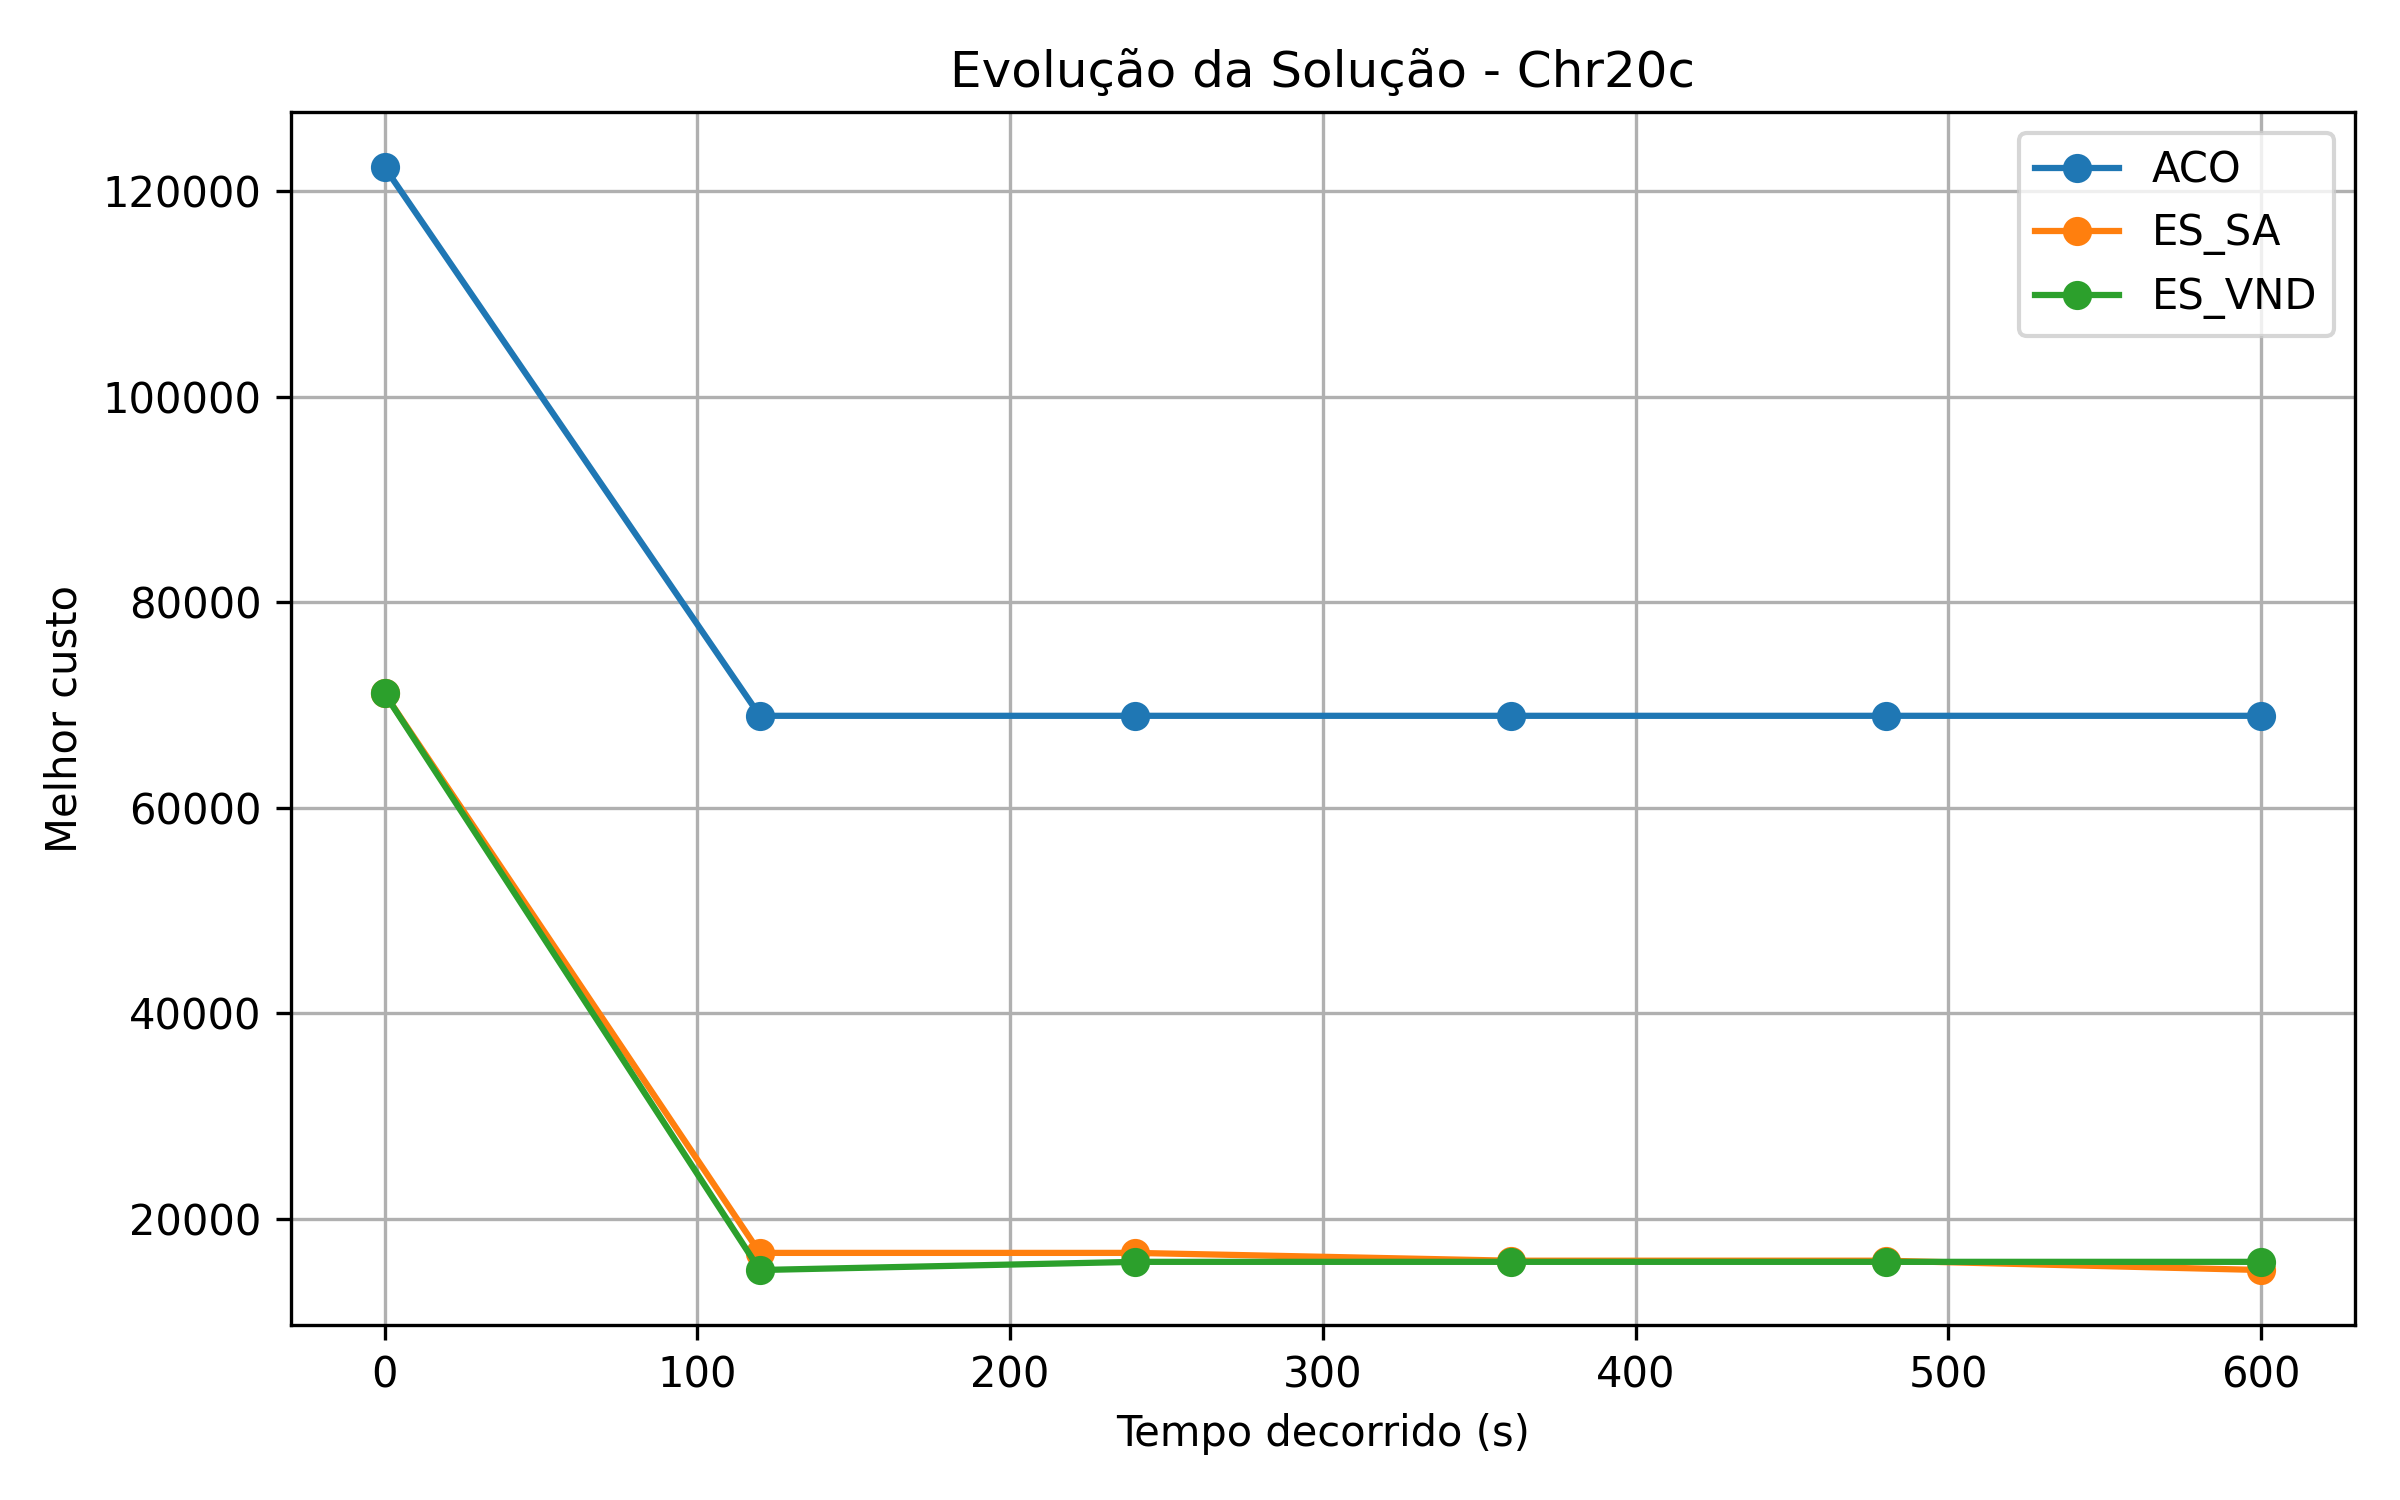 Evolução da Solução - Chr20c
ACO
ES_SA
ES_VND
Melhor custo
120000
100000
80000
60000
40000
20000
0 100 200 300 400 500 600
Tempo decorrido (s)